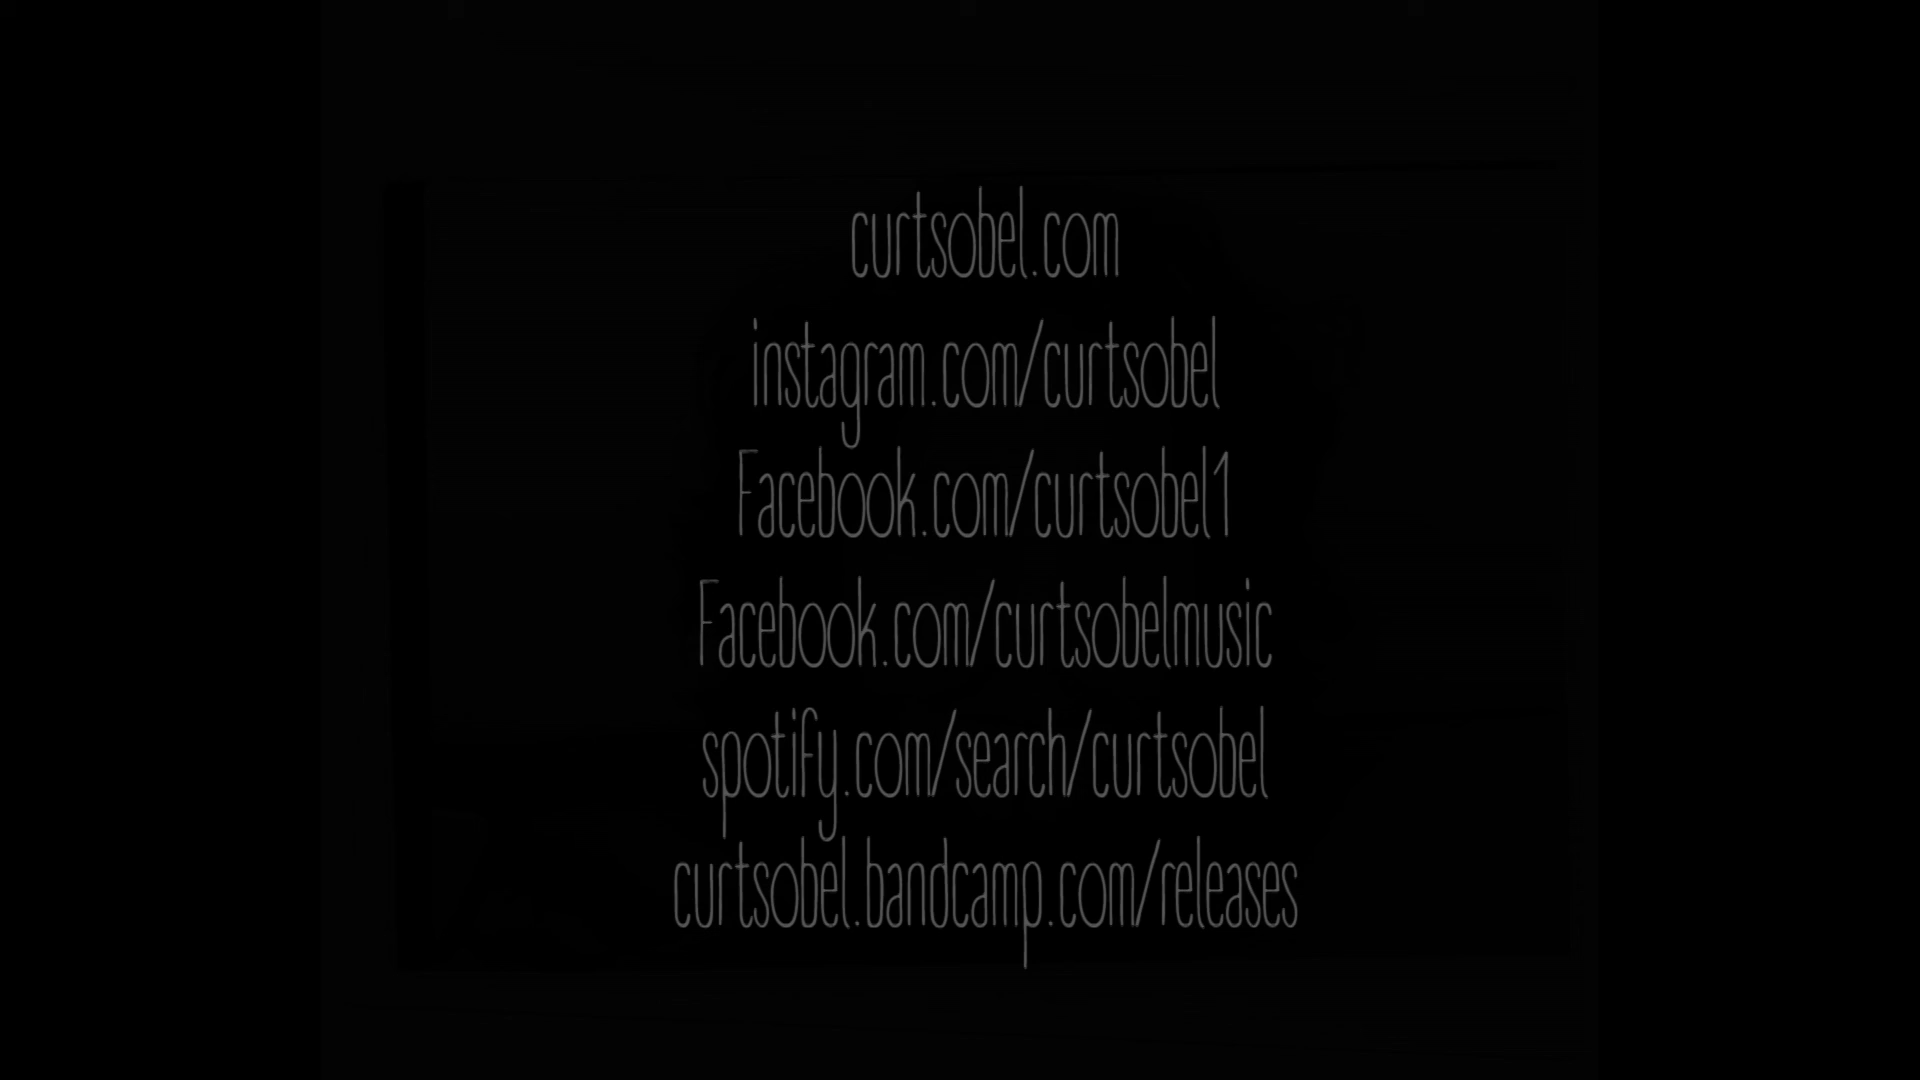 curtsobel.com
instagram.com/curtsobel
Facebook.com/curtsobel1
Facebook.com/curtsobelmusic
spotify.com/search/curtsobel
curtsobel.bandcamp.com/releases